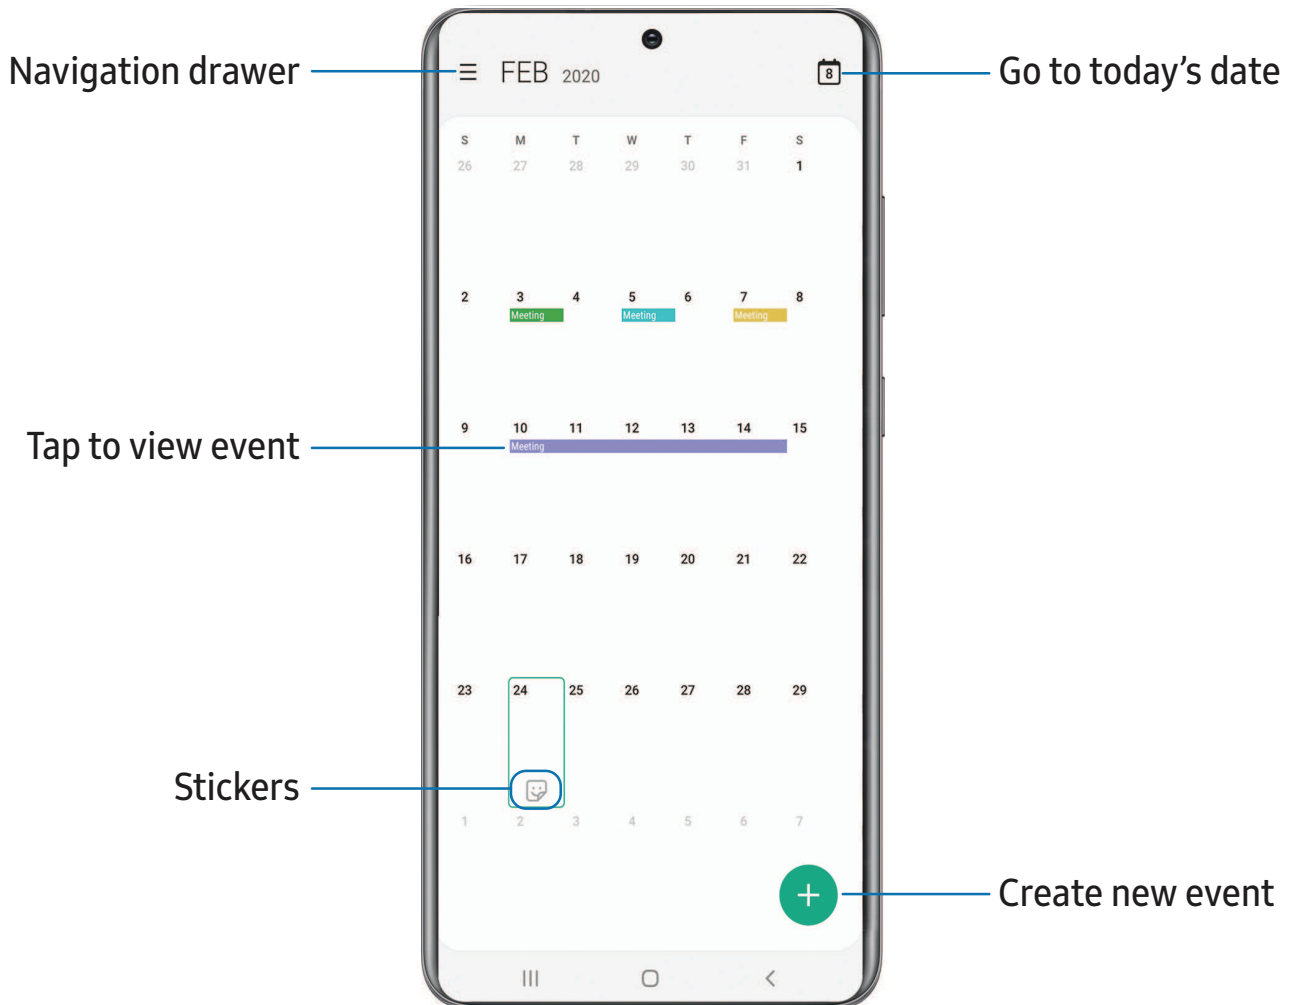 Navigation drawer
FEB 2020
8
Go to today's date
S M T W T F S
26 27 28 29 30 31 1
2 3 4 5 6 7 8
Meeting Meeting Meeting
9 10 11 12 13 14 15
Tap to view event
Meeting
16 17 18 19 20 21 22
23 24 25 26 27 28 29
Stickers
1 2 3 4 5 6 7
Create new event